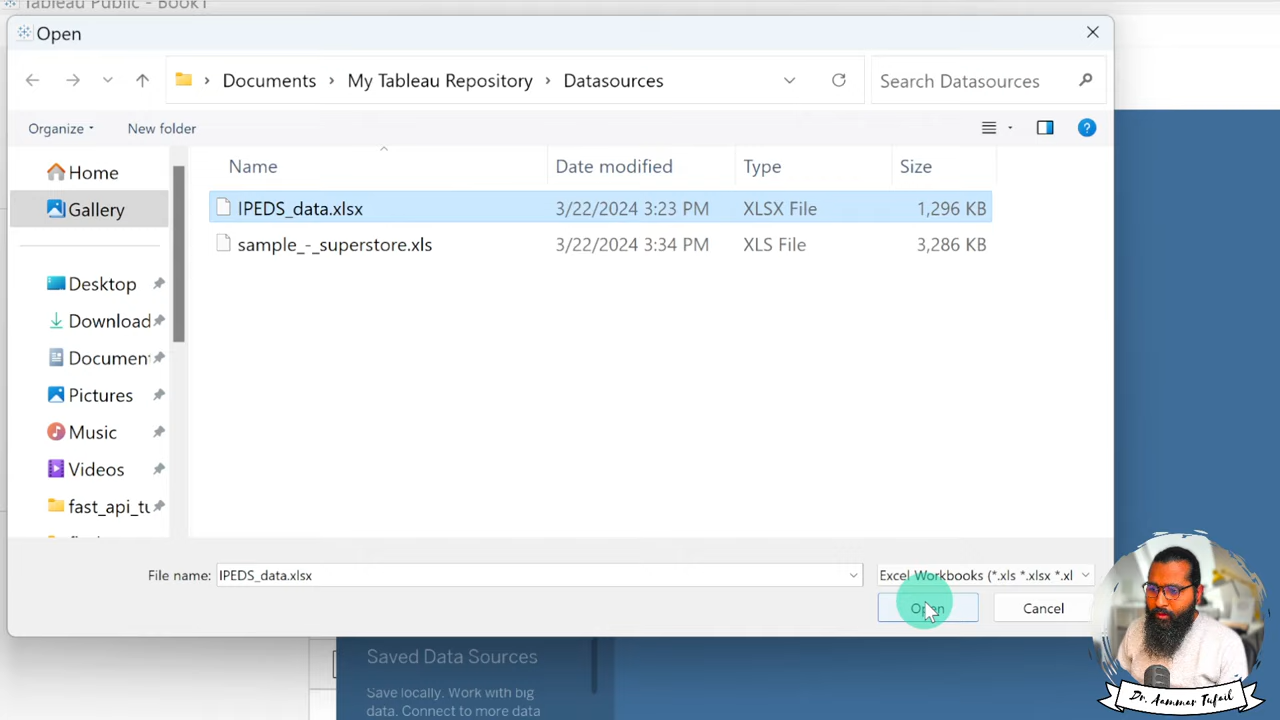 Tableau Public - Book1
Open
Documents › My Tableau Repository › Datasources
Search Datasources
Organize
New folder
Name Date modified Type Size
Home
Gallery
IPEDS_data.xlsx 3/22/2024 3:23 PM XLSX File 1,296 KB
sample_-_superstore.xls 3/22/2024 3:34 PM XLS File 3,286 KB
Desktop
Download
Document
Pictures
Music
Videos
fast_api_tu
File name: IPEDS_data.xlsx
Excel Workbooks (*.xls *.xlsx *.xl
Open
Cancel
Saved Data Sources
Save locally. Work with big
data. Connect to more data
Dr. Aammar Tufail